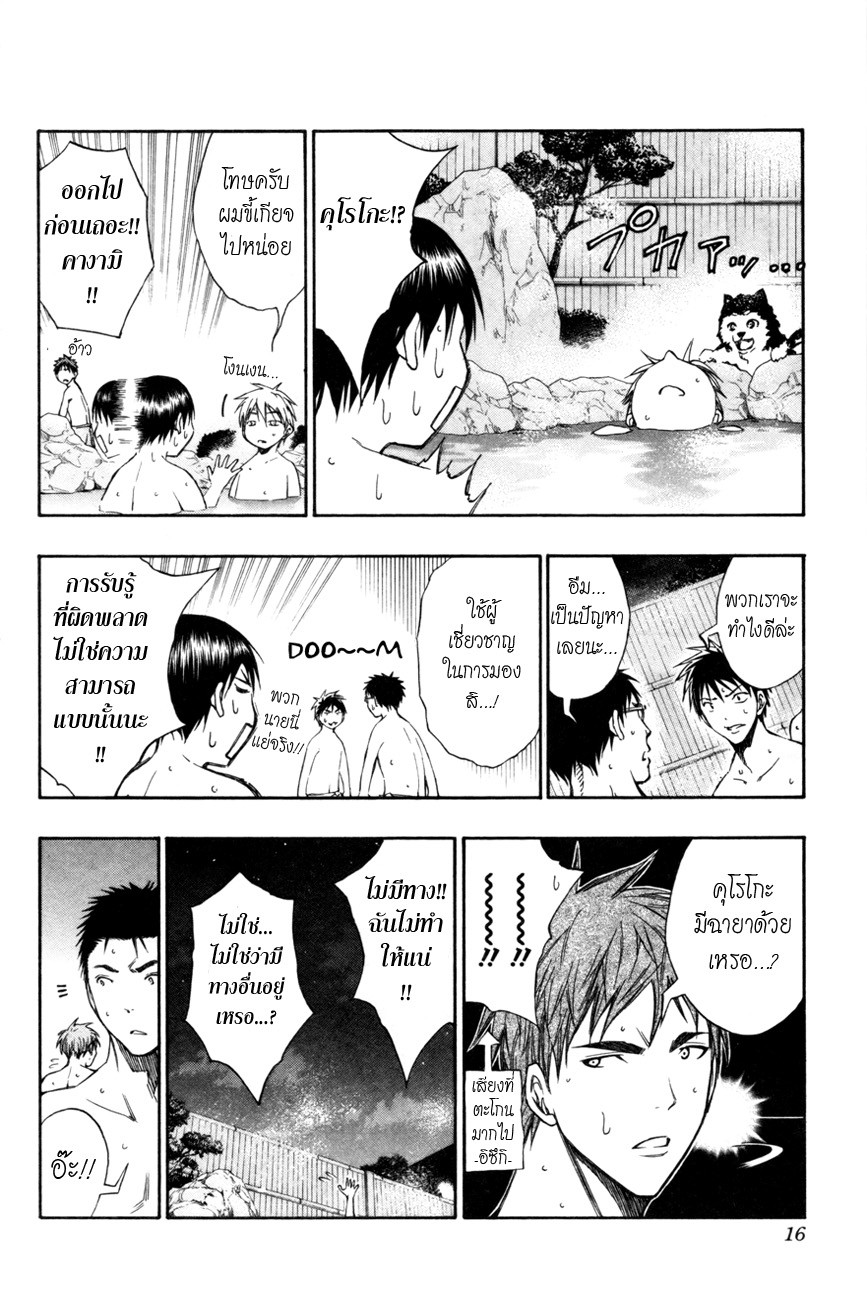 คุโรโกะ!?
プカアッ...
โทษครับ
ผมขี้เกียจ
ไปหน่อย
ออกไป
ก่อนเถอะ!!
คางามิ
!!
อ้าว
โงนเงน...
พวกเราจะ
ทำไงดีล่ะ
อืม...
เป็นปัญหา
เลยนะ...
ใช้ผู้
เชี่ยวชาญ
ในการมอง
สิ...!
DOO~~M
พวก
นายนี่
แย่จริง!!
การรับรู้
ที่ผิดพลาด
ไม่ใช่ความ
สามารถ
แบบนั้นนะ
!!
คุโรโกะ
มีฉายาด้วย
เหรอ...?
!! !!
เสียงที่
ตะโกน
มากไป
-อิซึกิ-
ไม่มีทาง!!
ฉันไม่ทำ
ให้แน่
!!
ไม่ใช่...
ไม่ใช่ว่ามี
ทางอื่นอยู่
เหรอ...?
อ๊ะ!!
16